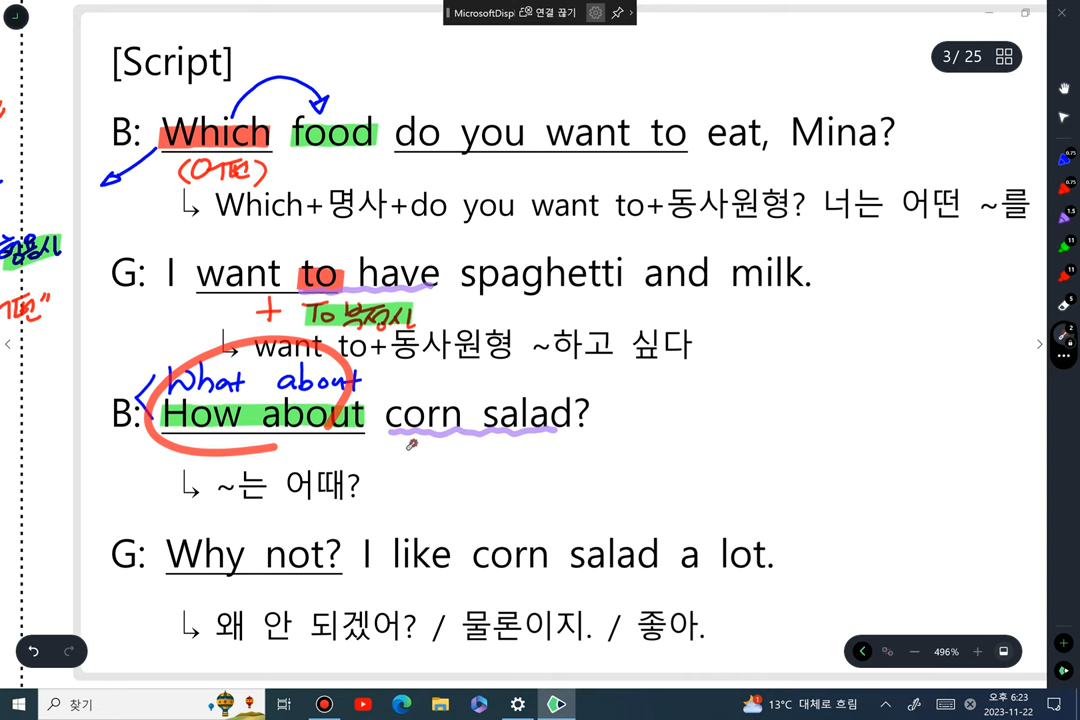 MicrosoftDispl 연결 끊기
[Script]
3 / 25
B: Which food do you want to eat, Mina?
(어떤)
↳ Which+명사+do you want to+동사원형? 너는 어떤 ~를
형용사
G: I want to have spaghetti and milk.
+ To부정사
↳ want to+동사원형 ~하고 싶다
What about
B: How about corn salad?
↳ ~는 어때?
G: Why not? I like corn salad a lot.
↳ 왜 안 되겠어? / 물론이지. / 좋아.
496%
찾기
13°C 대체로 흐림
오후 6:23
2023-11-22